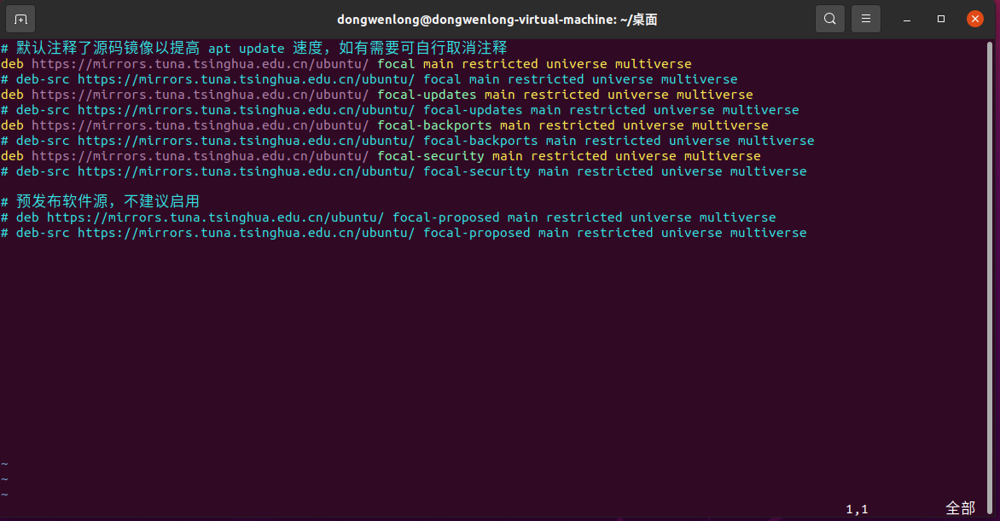 dongwenlong@dongwenlong-virtual-machine: ~/桌面
# 默认注释了源码镜像以提高 apt update 速度，如有需要可自行取消注释
deb https://mirrors.tuna.tsinghua.edu.cn/ubuntu/ focal main restricted universe multiverse
# deb-src https://mirrors.tuna.tsinghua.edu.cn/ubuntu/ focal main restricted universe multiverse
deb https://mirrors.tuna.tsinghua.edu.cn/ubuntu/ focal-updates main restricted universe multiverse
# deb-src https://mirrors.tuna.tsinghua.edu.cn/ubuntu/ focal-updates main restricted universe multiverse
deb https://mirrors.tuna.tsinghua.edu.cn/ubuntu/ focal-backports main restricted universe multiverse
# deb-src https://mirrors.tuna.tsinghua.edu.cn/ubuntu/ focal-backports main restricted universe multiverse
deb https://mirrors.tuna.tsinghua.edu.cn/ubuntu/ focal-security main restricted universe multiverse
# deb-src https://mirrors.tuna.tsinghua.edu.cn/ubuntu/ focal-security main restricted universe multiverse
# 预发布软件源，不建议启用
# deb https://mirrors.tuna.tsinghua.edu.cn/ubuntu/ focal-proposed main restricted universe multiverse
# deb-src https://mirrors.tuna.tsinghua.edu.cn/ubuntu/ focal-proposed main restricted universe multiverse
~
~
~
1,1 全部